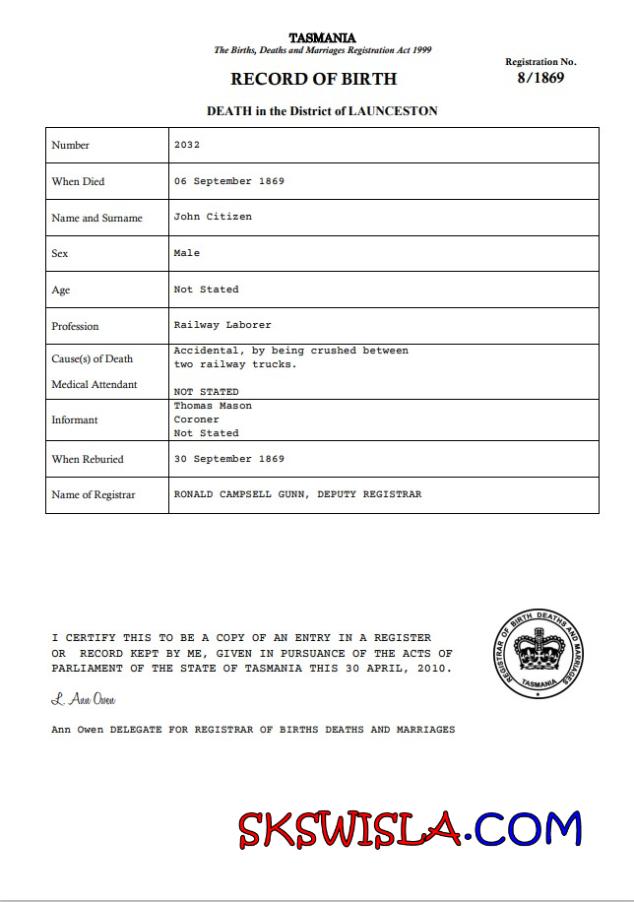 TASMANIA
The Births, Deaths and Marriages Registration Act 1999
Registration No.
8/1869
RECORD OF BIRTH
DEATH in the District of LAUNCESTON
Number 2032
When Died 06 September 1869
Name and Surname John Citizen
Sex Male
Age Not Stated
Profession Railway Laborer
Cause(s) of Death Accidental, by being crushed between
two railway trucks.
Medical Attendant NOT STATED
Informant Thomas Mason
Coroner
Not Stated
When Reburied 30 September 1869
Name of Registrar RONALD CAMPSELL GUNN, DEPUTY REGISTRAR
I CERTIFY THIS TO BE A COPY OF AN ENTRY IN A REGISTER
OR RECORD KEPT BY ME, GIVEN IN PURSUANCE OF THE ACTS OF
PARLIAMENT OF THE STATE OF TASMANIA THIS 30 APRIL, 2010.
L. Ann Owen
Ann Owen DELEGATE FOR REGISTRAR OF BIRTHS DEATHS AND MARRIAGES
REGISTRAR OF BIRTH DEATHS AND MARRIAGES
TASMANIA
SKSWISLA.COM